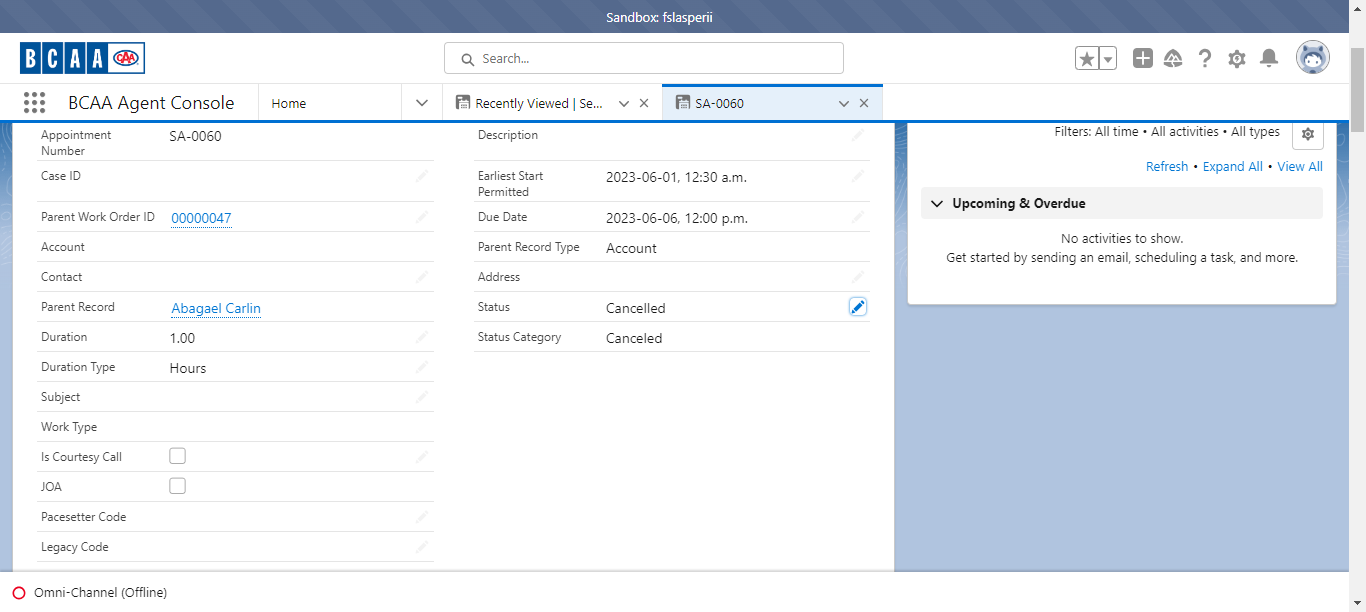 Sandbox: fslasperii
BCAA CAA
Search...
BCAA Agent Console
Home
Recently Viewed | Se...
SA-0060
Appointment
Number
SA-0060
Case ID
Parent Work Order ID
00000047
Account
Contact
Parent Record
Abagael Carlin
Duration
1.00
Duration Type
Hours
Subject
Work Type
Is Courtesy Call
JOA
Pacesetter Code
Legacy Code
Description
Earliest Start
Permitted
2023-06-01, 12:30 a.m.
Due Date
2023-06-06, 12:00 p.m.
Parent Record Type
Account
Address
Status
Cancelled
Status Category
Canceled
Filters: All time • All activities • All types
Refresh • Expand All • View All
Upcoming & Overdue
No activities to show.
Get started by sending an email, scheduling a task, and more.
Omni-Channel (Offline)